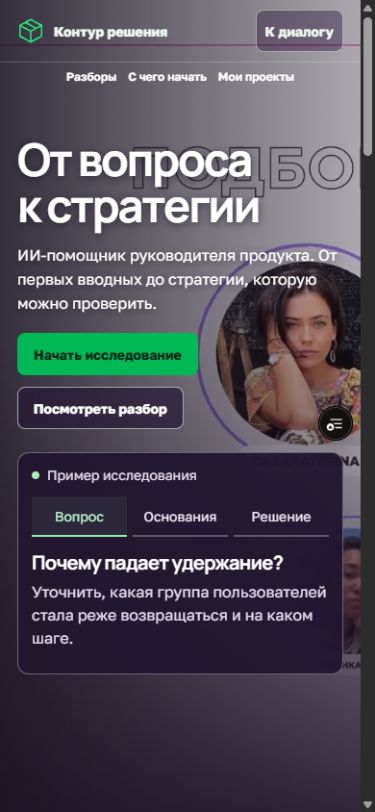 Контур решения
К диалогу
Разборы С чего начать Мои проекты
ПОДБО
От вопроса
к стратегии
ИИ-помощник руководителя продукта. От
первых вводных до стратегии, которую
можно проверить.
Начать исследование
Посмотреть разбор
Пример исследования
Вопрос Основания Решение
Почему падает удержание?
Уточнить, какая группа пользователей
стала реже возвращаться и на каком
шаге.